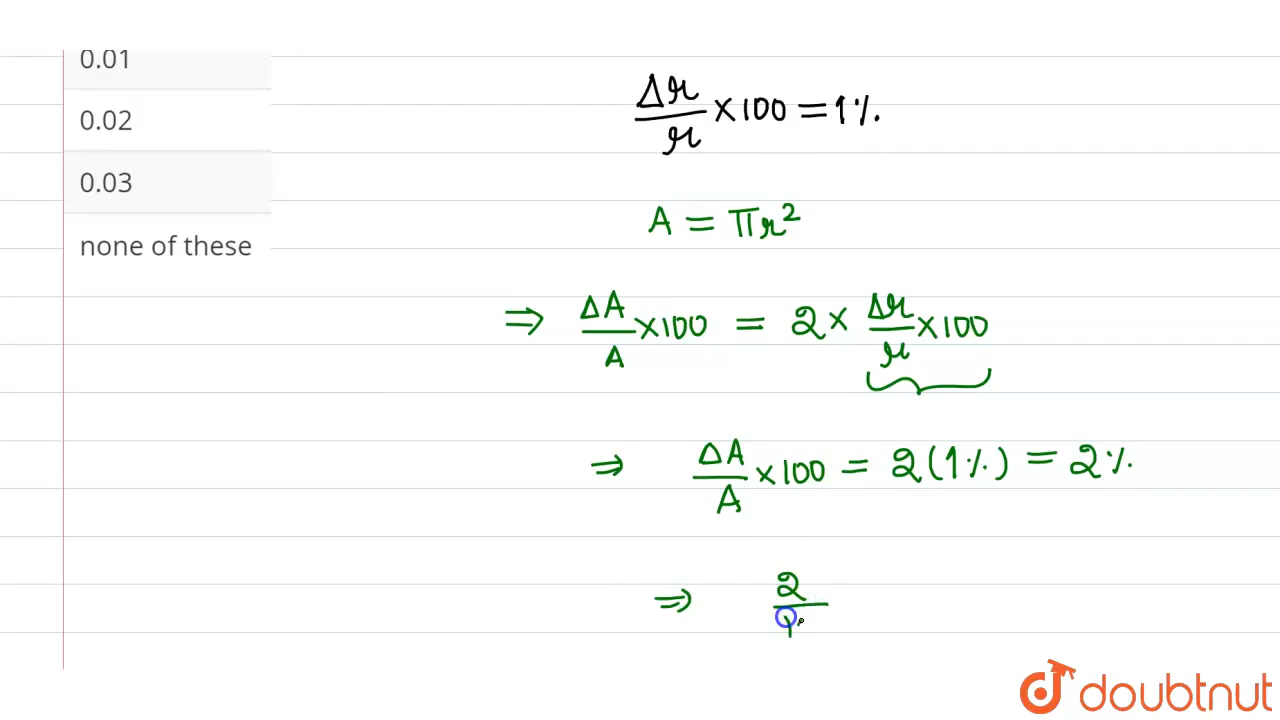 0.01
0.02
0.03
none of these
Δr/r × 100 = 1%.
A = πr²
⇒ ΔA/A × 100 = 2 × Δr/r × 100
⇒ ΔA/A × 100 = 2(1%) = 2%.
⇒ 2/1
doubtnut